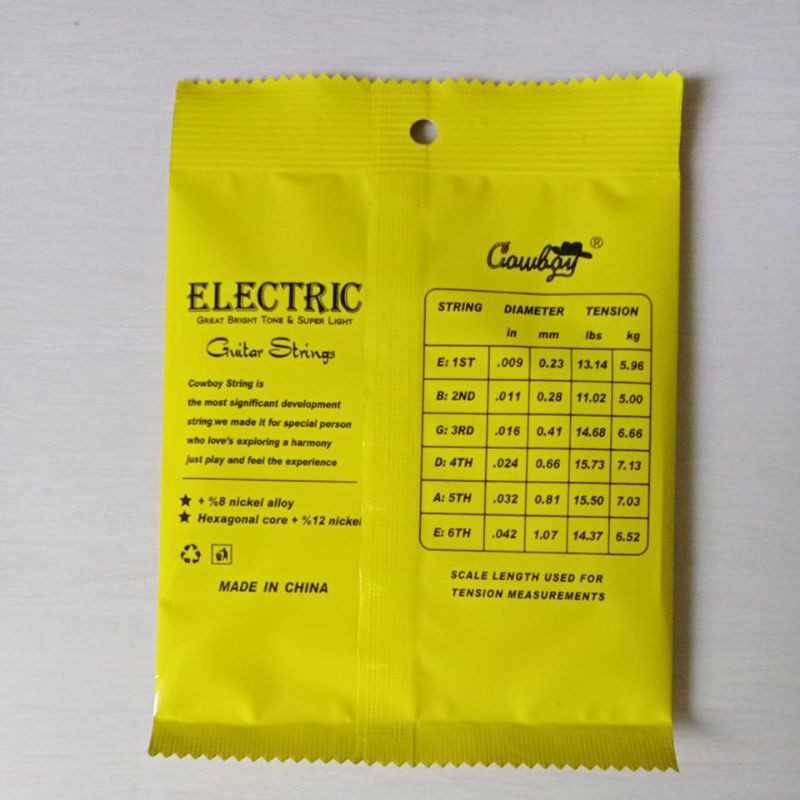 ELECTRIC
GREAT BRIGHT TONE & SUPER LIGHT
Guitar Strings
Cowboy String is
the most significant development
string.we made it for special person
who love's exploring a harmony
just play and feel the experience
★ + %8 nickel alloy
★ Hexagonal core + %12 nickel
MADE IN CHINA
Cowboy ®
STRING DIAMETER TENSION
in mm lbs kg
E: 1ST .009 0.23 13.14 5.96
B: 2ND .011 0.28 11.02 5.00
G: 3RD .016 0.41 14.68 6.66
D: 4TH .024 0.66 15.73 7.13
A: 5TH .032 0.81 15.50 7.03
E: 6TH .042 1.07 14.37 6.52
SCALE LENGTH USED FOR
TENSION MEASUREMENTS